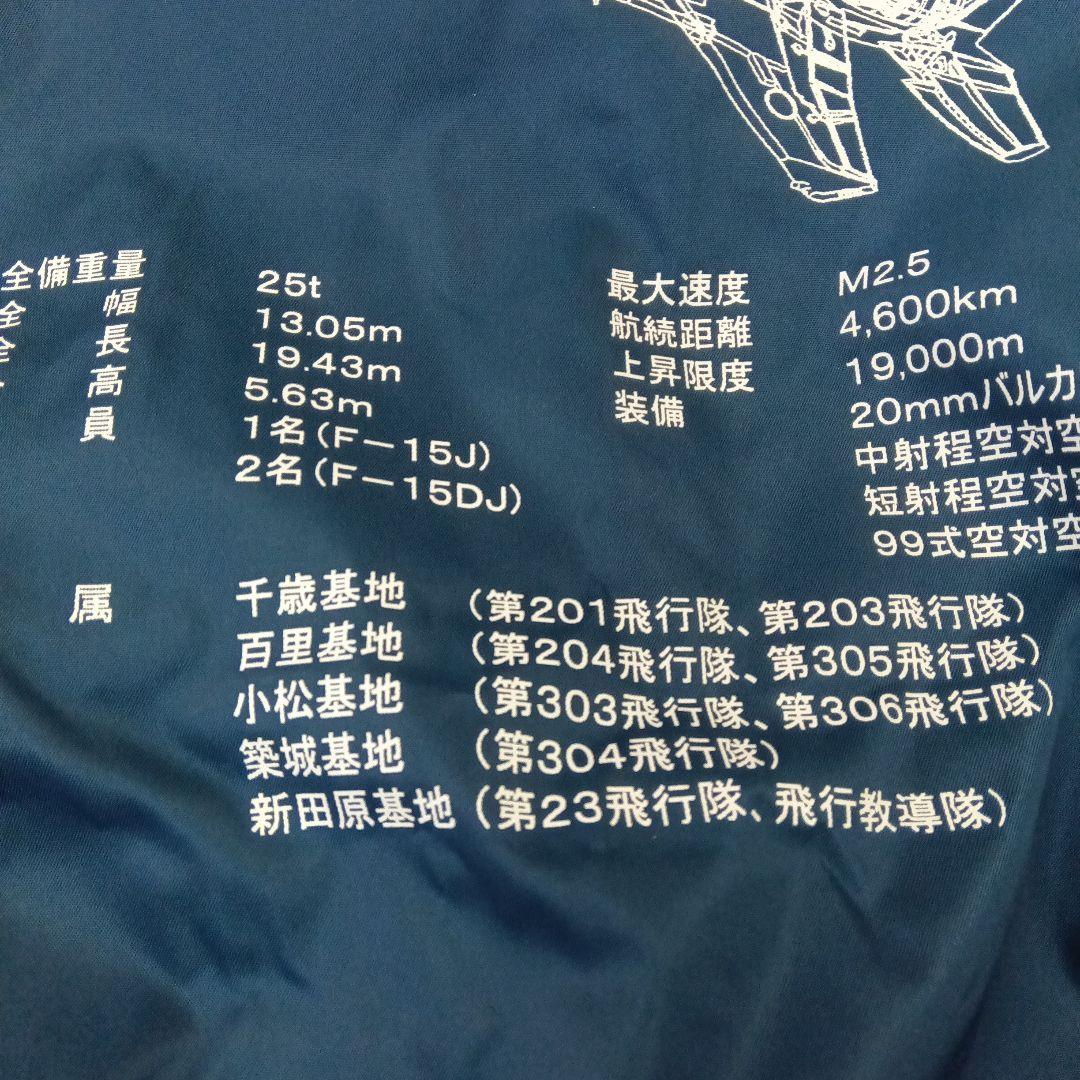 全備重量 25t
全幅 13.05m
全長 19.43m
高 5.63m
員 1名(F－15J)
2名(F－15DJ)
最大速度 M2.5
航続距離 4,600km
上昇限度 19,000m
装備 20mmバルカ
中射程空対空
短射程空対空
99式空対空
属 千歳基地 (第201飛行隊、第203飛行隊)
百里基地 (第204飛行隊、第305飛行隊)
小松基地 (第303飛行隊、第306飛行隊)
築城基地 (第304飛行隊)
新田原基地 (第23飛行隊、飛行教導隊)